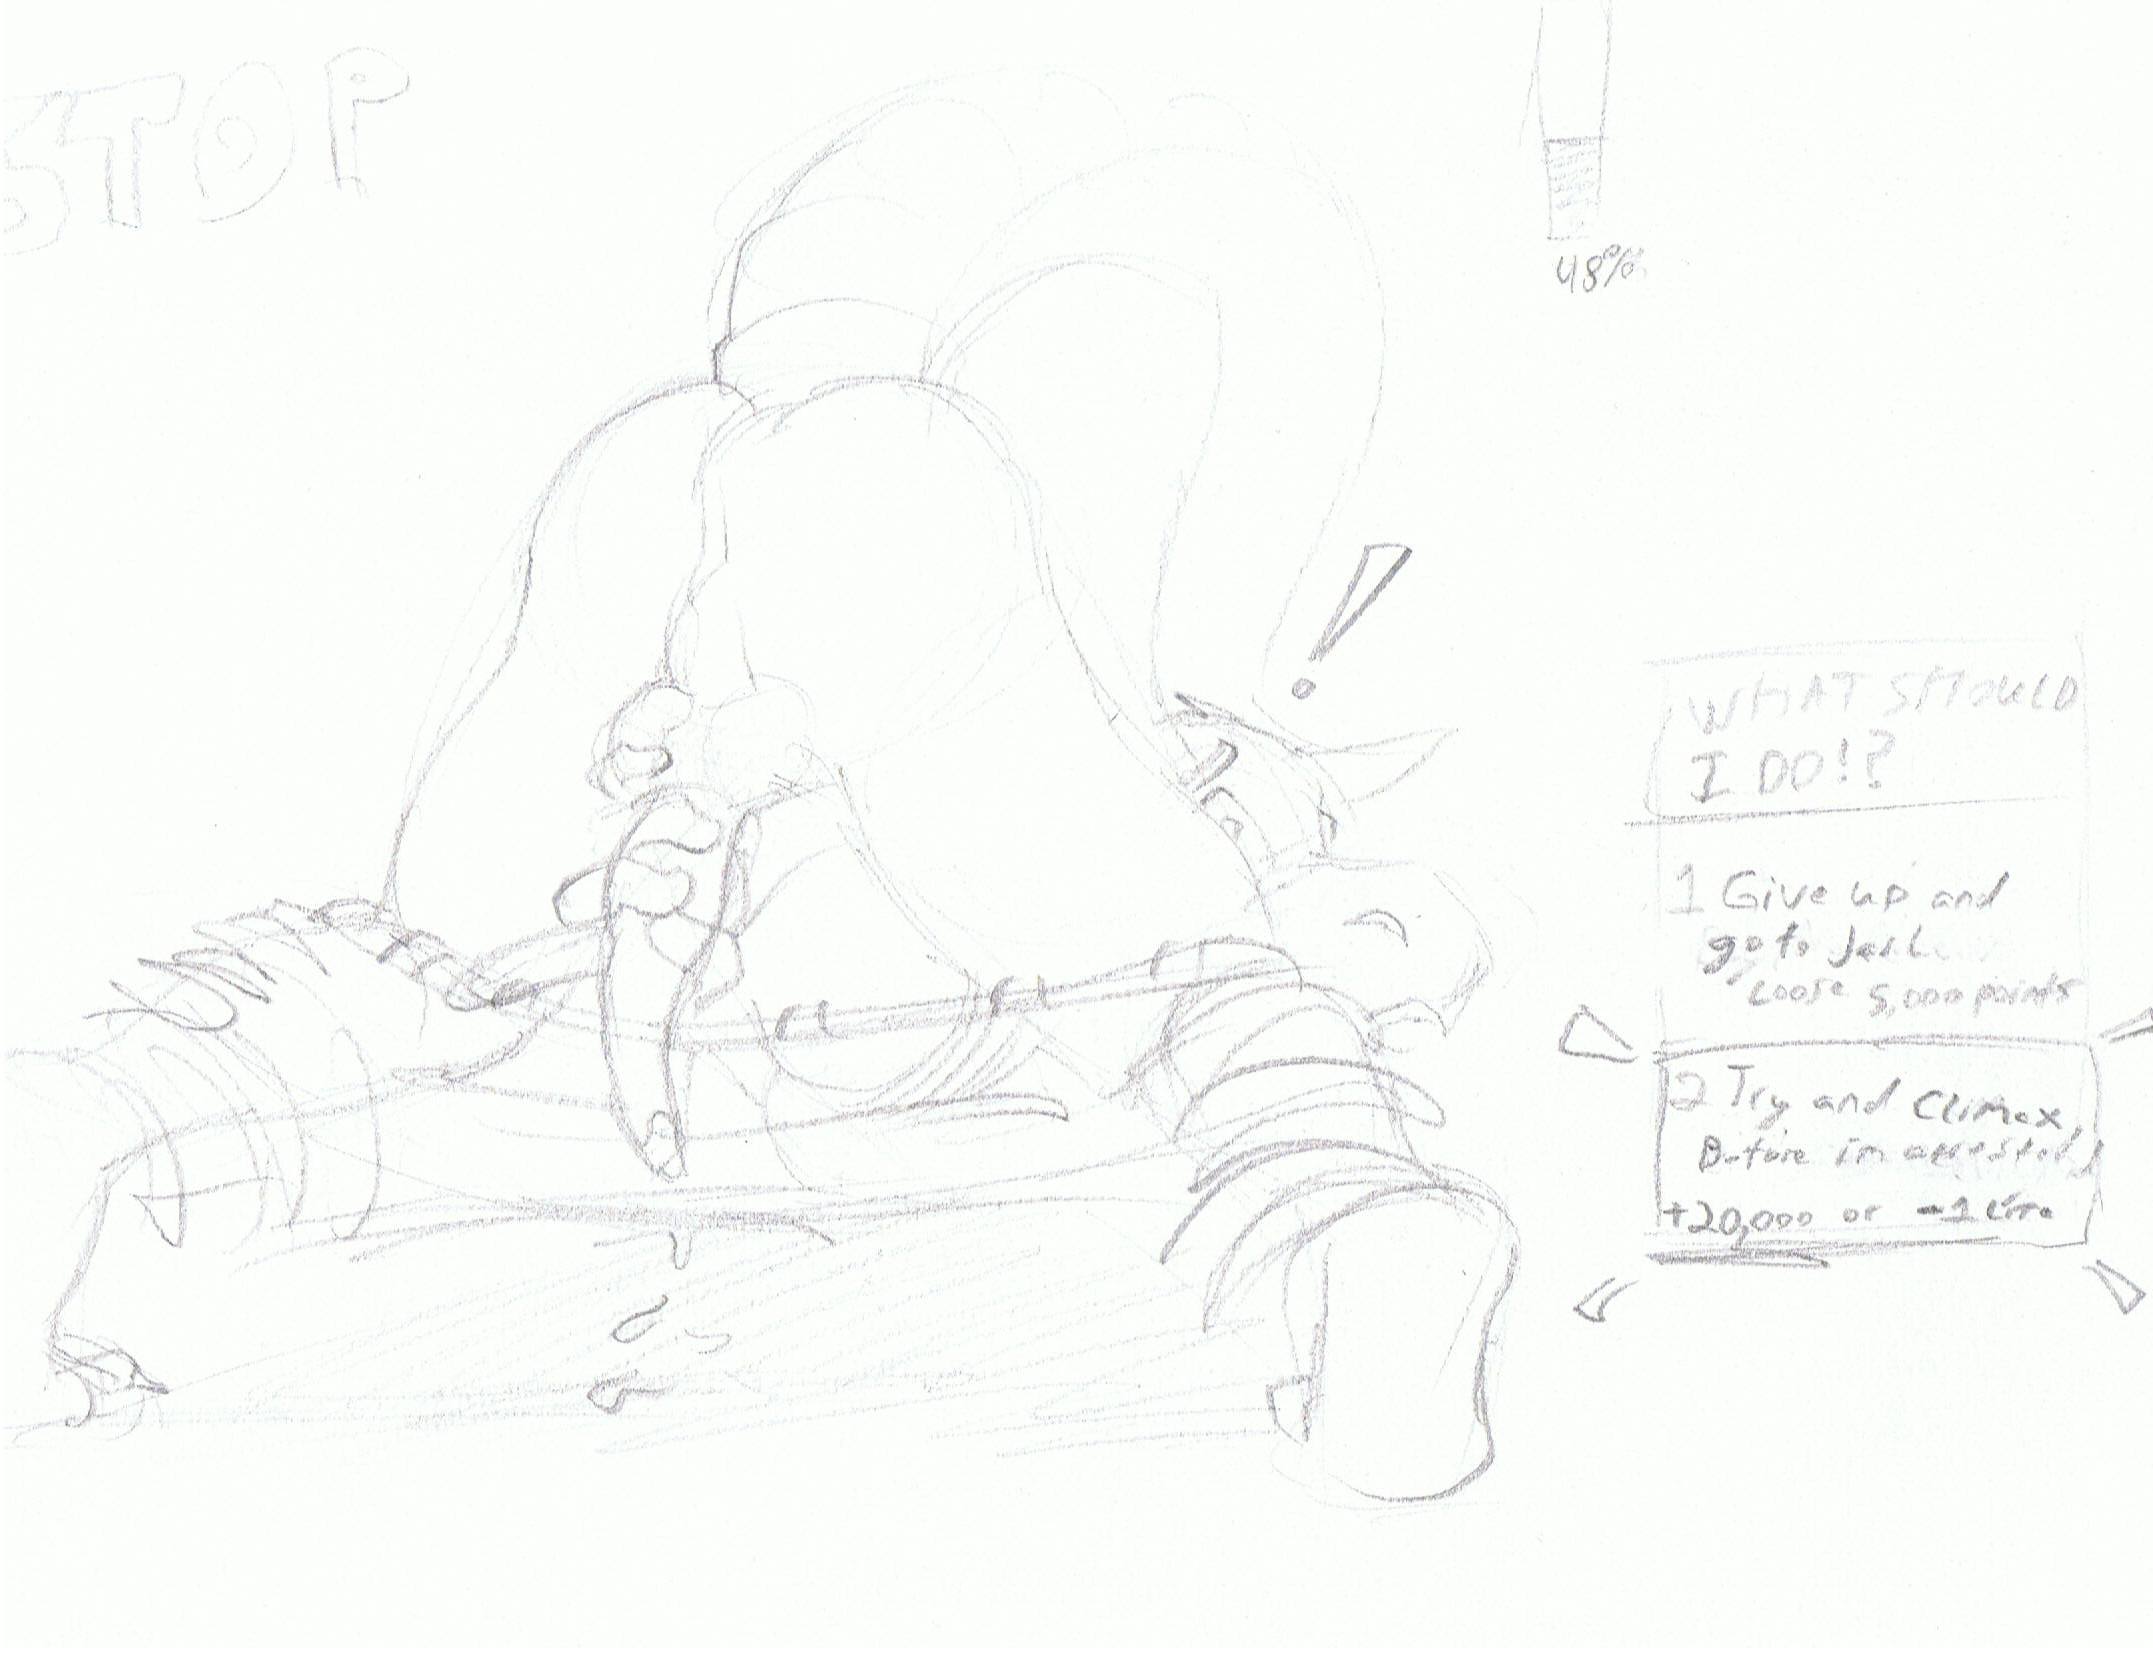 STOP
48%
!
WHAT SHOULD
I DO!?
1 Give up and
go to Jail.
Loose 5,000 points
2 Try and Climax
Before im arrested!
+20,000 or -1 Life